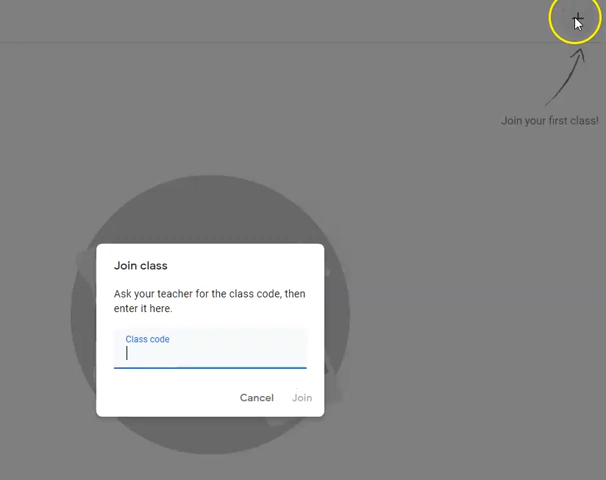 Join your first class!
Join class
Ask your teacher for the class code, then
enter it here.
Class code
Cancel Join